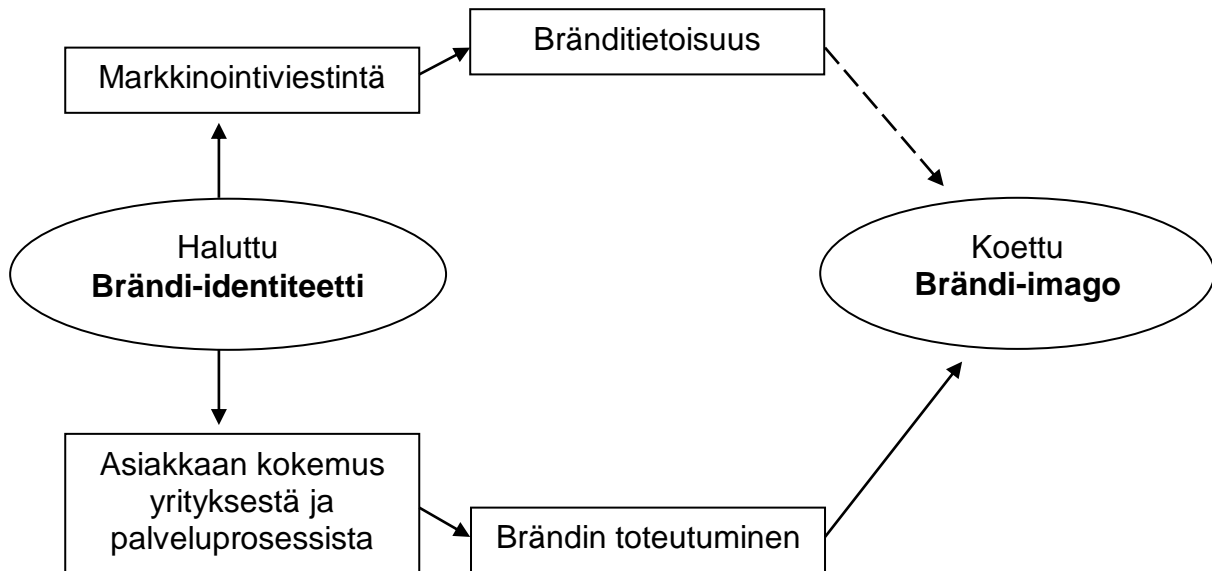 Bränditietoisuus
Markkinointiviestintä
Haluttu
Brändi-identiteetti
Koettu
Brändi-imago
Asiakkaan kokemus
yrityksestä ja
palveluprosessista
Brändin toteutuminen